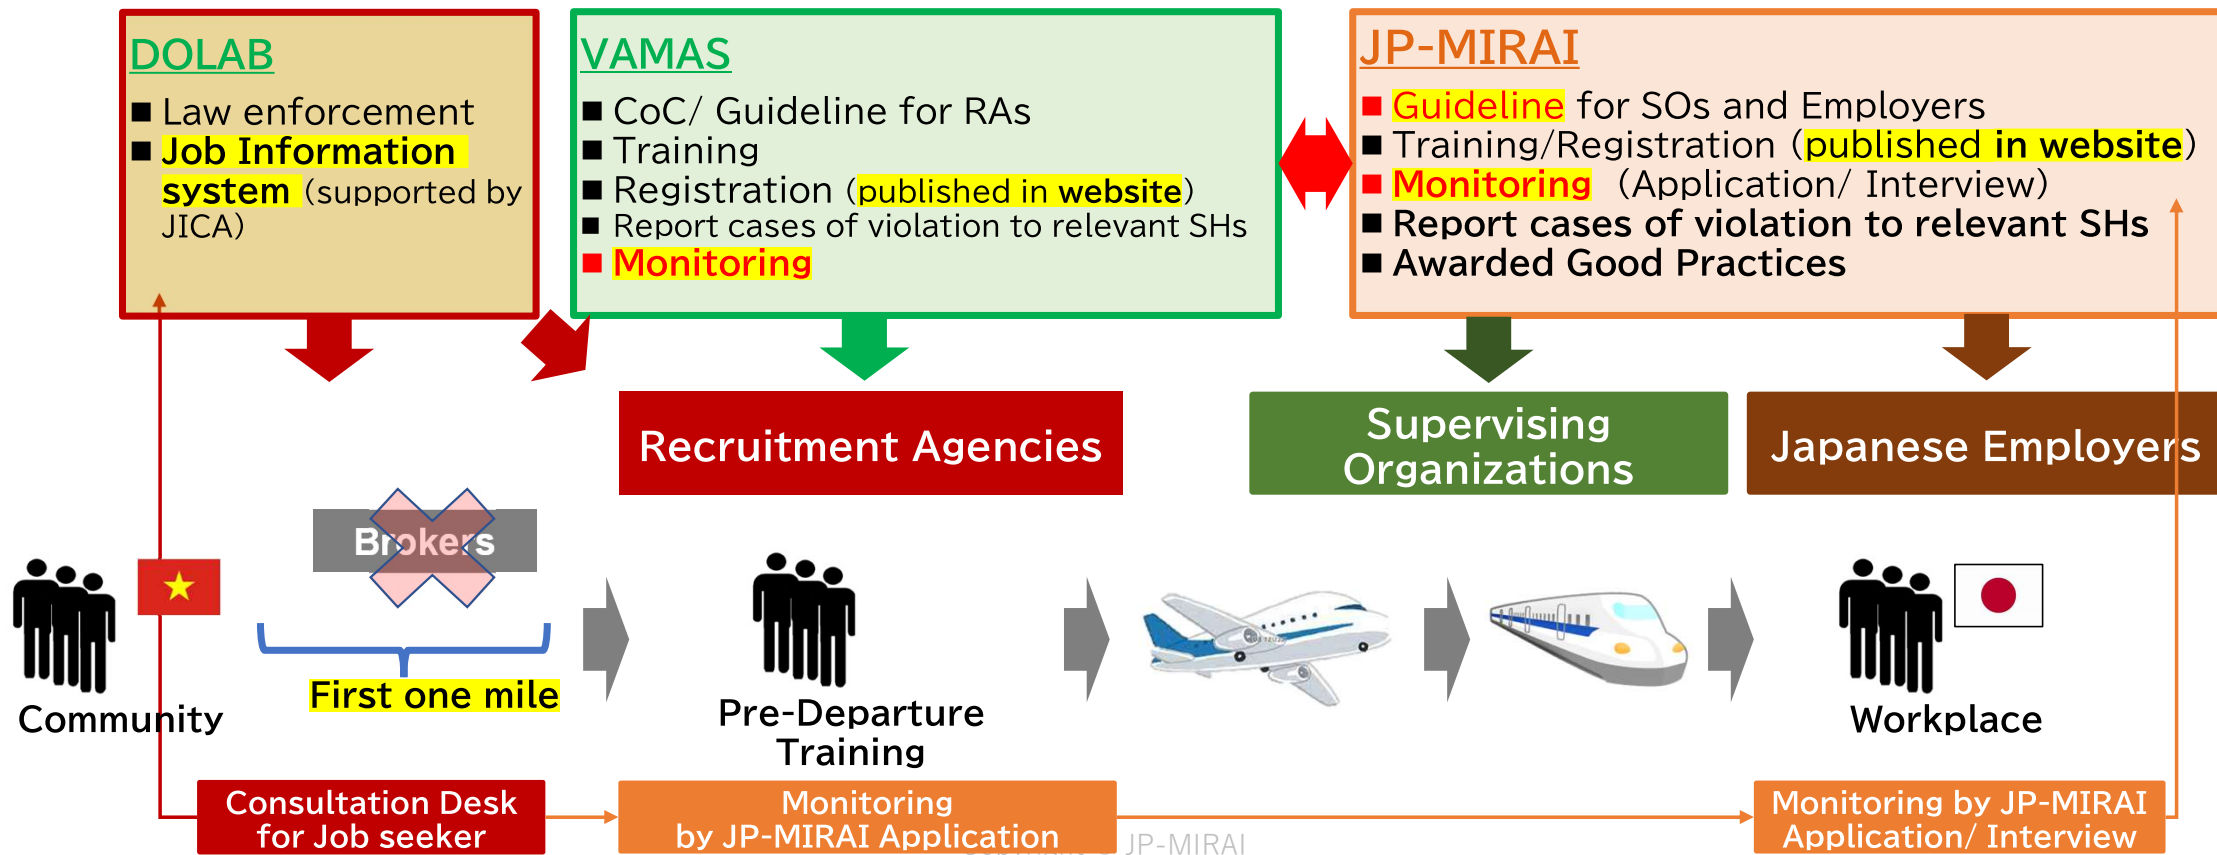 DOLAB
■ Law enforcement
■ Job Information
system (supported by
JICA)
VAMAS
■ CoC/ Guideline for RAs
■ Training
■ Registration (published in website)
■ Report cases of violation to relevant SHs
■ Monitoring
JP-MIRAI
■ Guideline for SOs and Employers
■ Training/Registration (published in website)
■ Monitoring (Application/ Interview)
■ Report cases of violation to relevant SHs
■ Awarded Good Practices
Recruitment Agencies
Supervising
Organizations
Japanese Employers
Brokers
First one mile
Community
Pre-Departure
Training
Workplace
Consultation Desk
for Job seeker
Monitoring
by JP-MIRAI Application
Monitoring by JP-MIRAI
Application/ Interview
JP-MIRAI